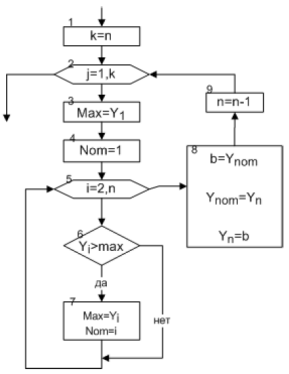 1
k=n
2
j=1,k
9
n=n-1
3
Max=Y1
4
Nom=1
8
b=Ynom
Ynom=Yn
Yn=b
5
i=2,n
6
Yi>max
да
нет
7
Max=Yi
Nom=i